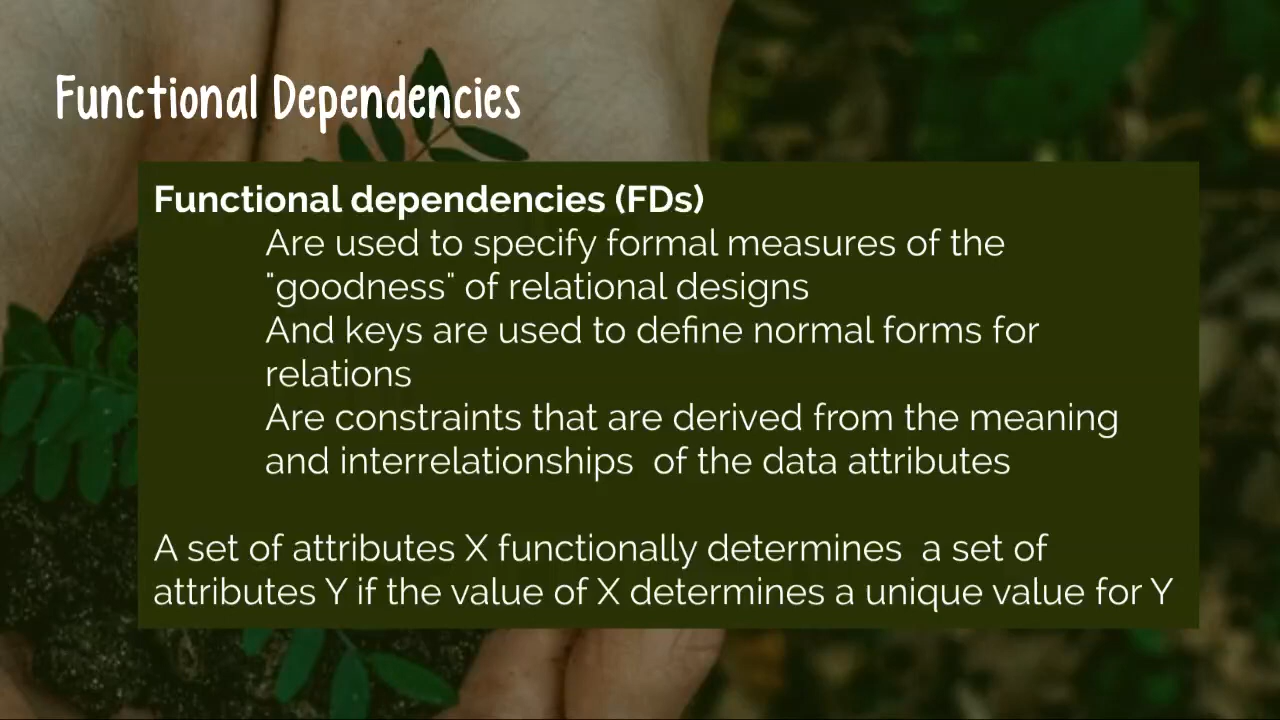 Functional Dependencies
Functional dependencies (FDs)
Are used to specify formal measures of the
"goodness" of relational designs
And keys are used to define normal forms for
relations
Are constraints that are derived from the meaning
and interrelationships  of the data attributes
A set of attributes X functionally determines  a set of
attributes Y if the value of X determines a unique value for Y